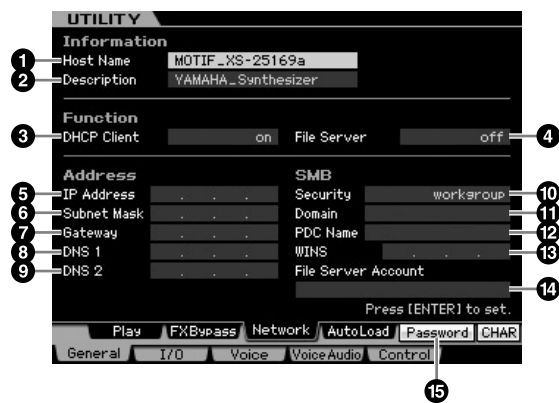 UTILITY
Information
1 Host Name MOTIF_XS-25169a
2 Description YAMAHA_Synthesizer
Function
3 DHCP Client on File Server off 4
Address SMB
5 IP Address . . . Security workgroup 10
6 Subnet Mask . . . Domain 11
7 Gateway . . . PDC Name 12
8 DNS 1 . . . WINS . . . 13
9 DNS 2 . . . File Server Account
14
Press [ENTER] to set.
Play FXBypass Network AutoLoad Password CHAR
General I/O Voice VoiceAudio Control
15